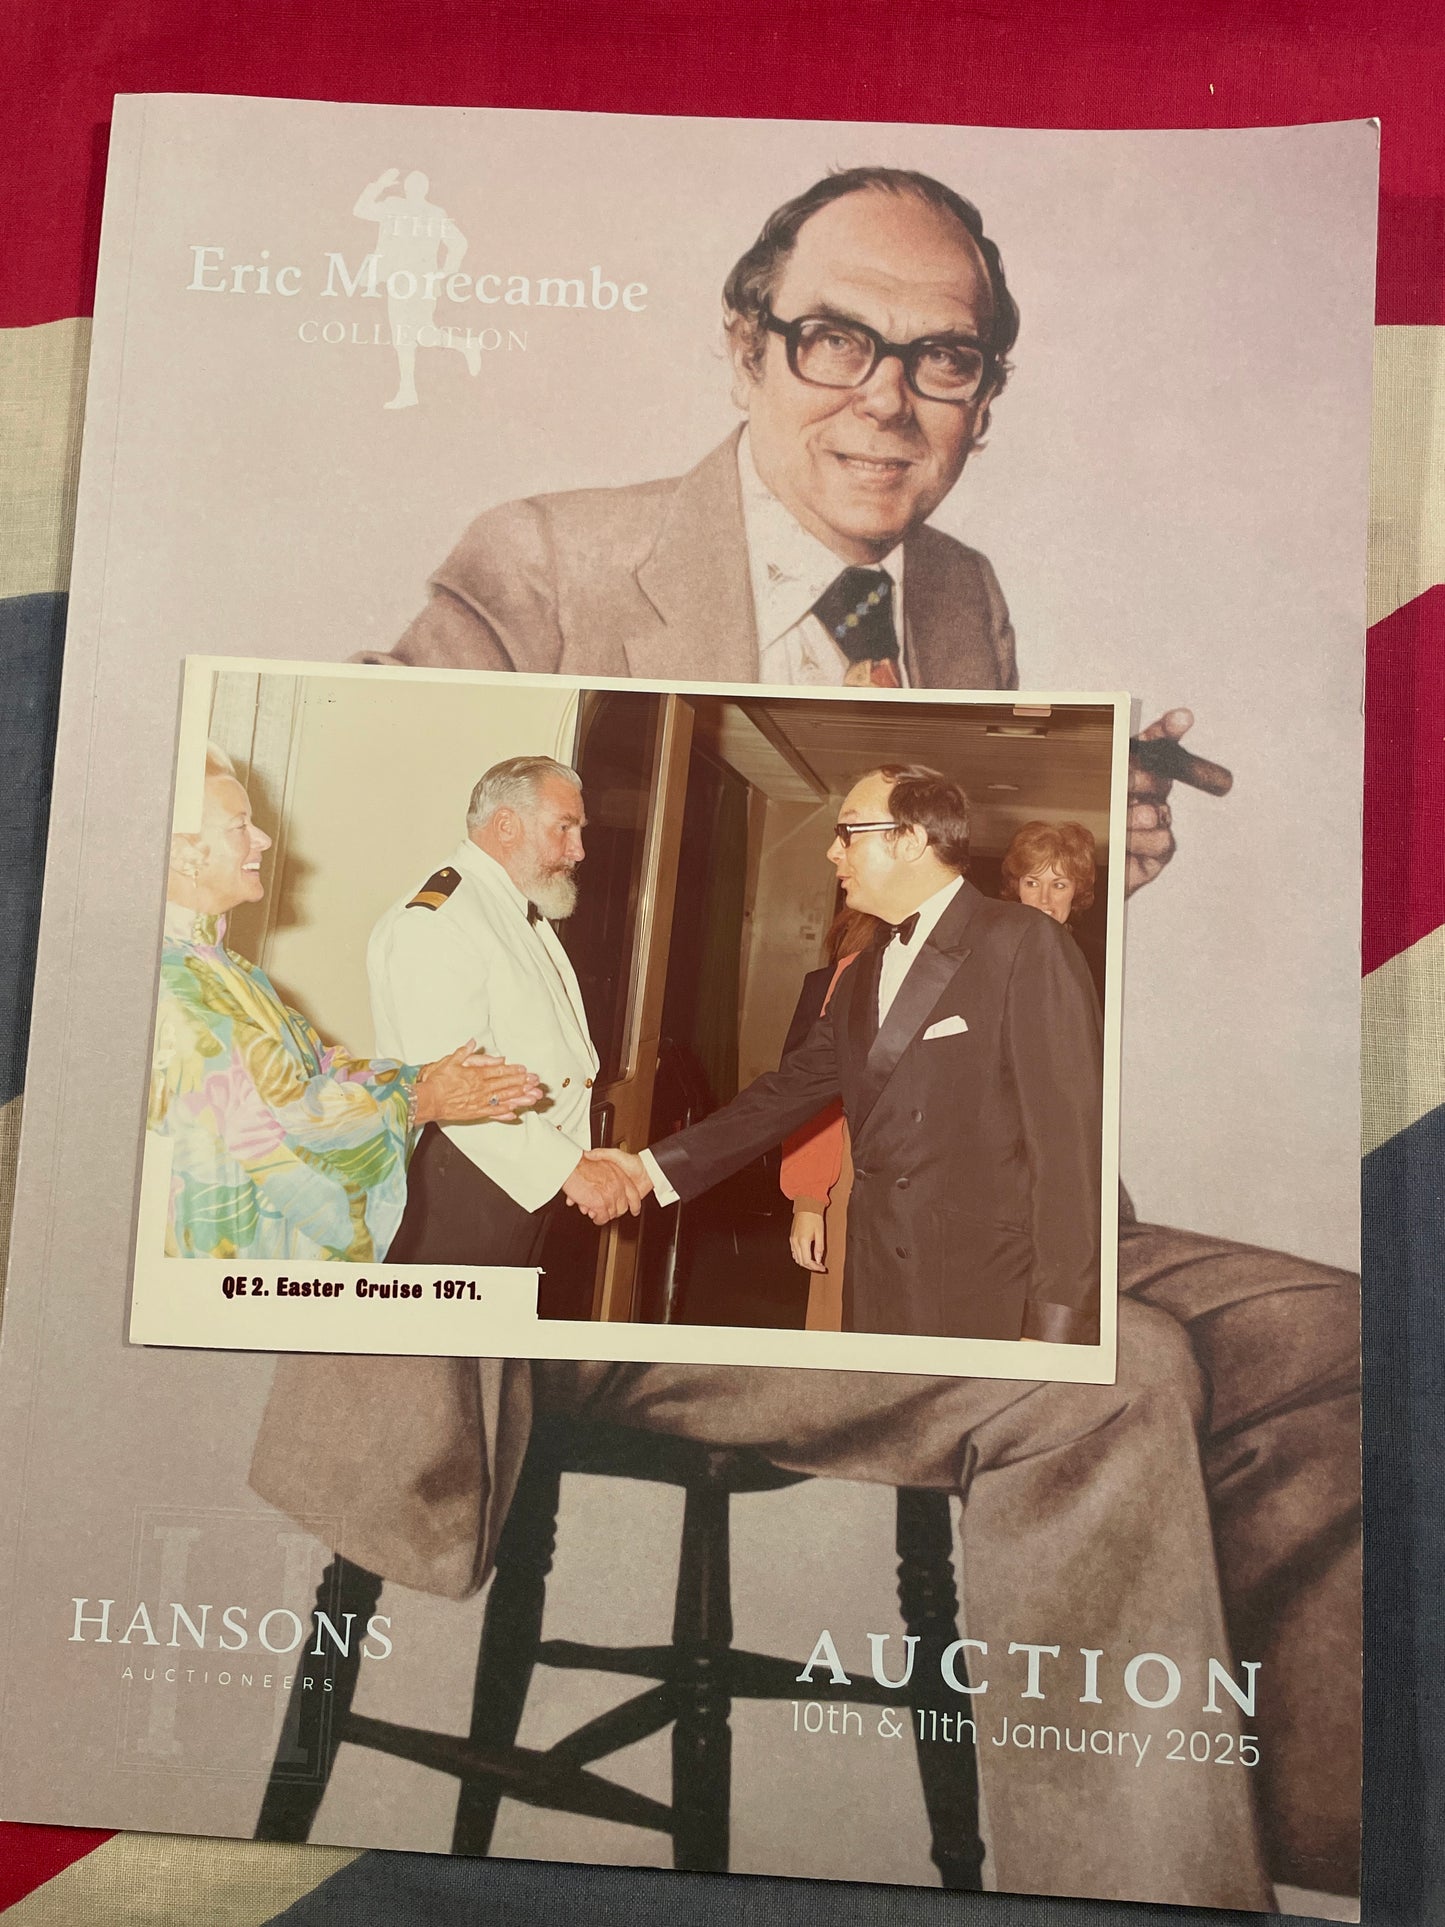 THE
Eric Morecambe
COLLECTION
QE 2. Easter Cruise 1971.
H
HANSONS
AUCTIONEERS
AUCTION
10th & 11th January 2025